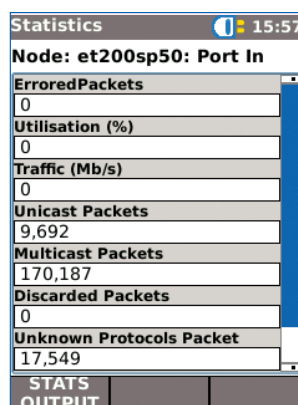 Statistics 15:57
Node: et200sp50: Port In
ErroredPackets
0
Utilisation (%)
0
Traffic (Mb/s)
0
Unicast Packets
9,692
Multicast Packets
170,187
Discarded Packets
0
Unknown Protocols Packet
17,549
STATS
OUTPUT